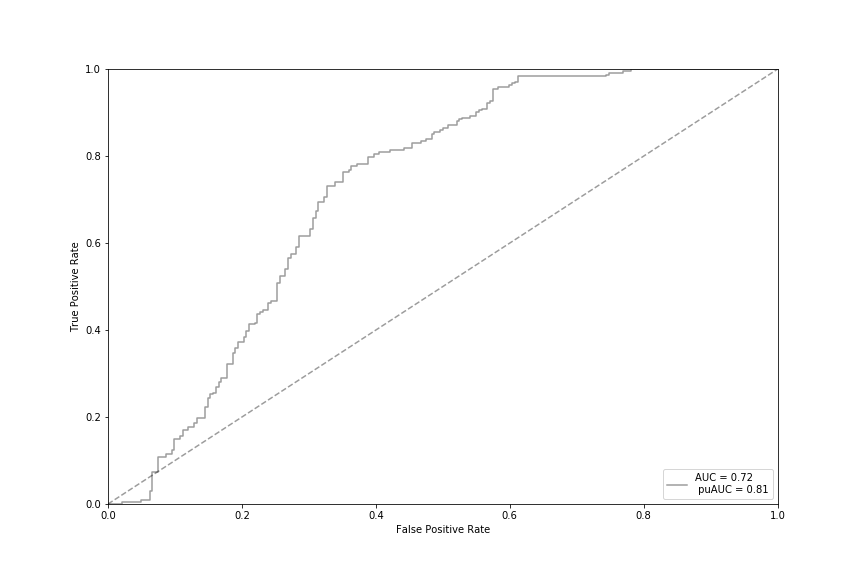 1.0
0.8
0.6
0.4
0.2
0.0
True Positive Rate
0.0 0.2 0.4 0.6 0.8 1.0
False Positive Rate
AUC = 0.72
puAUC = 0.81